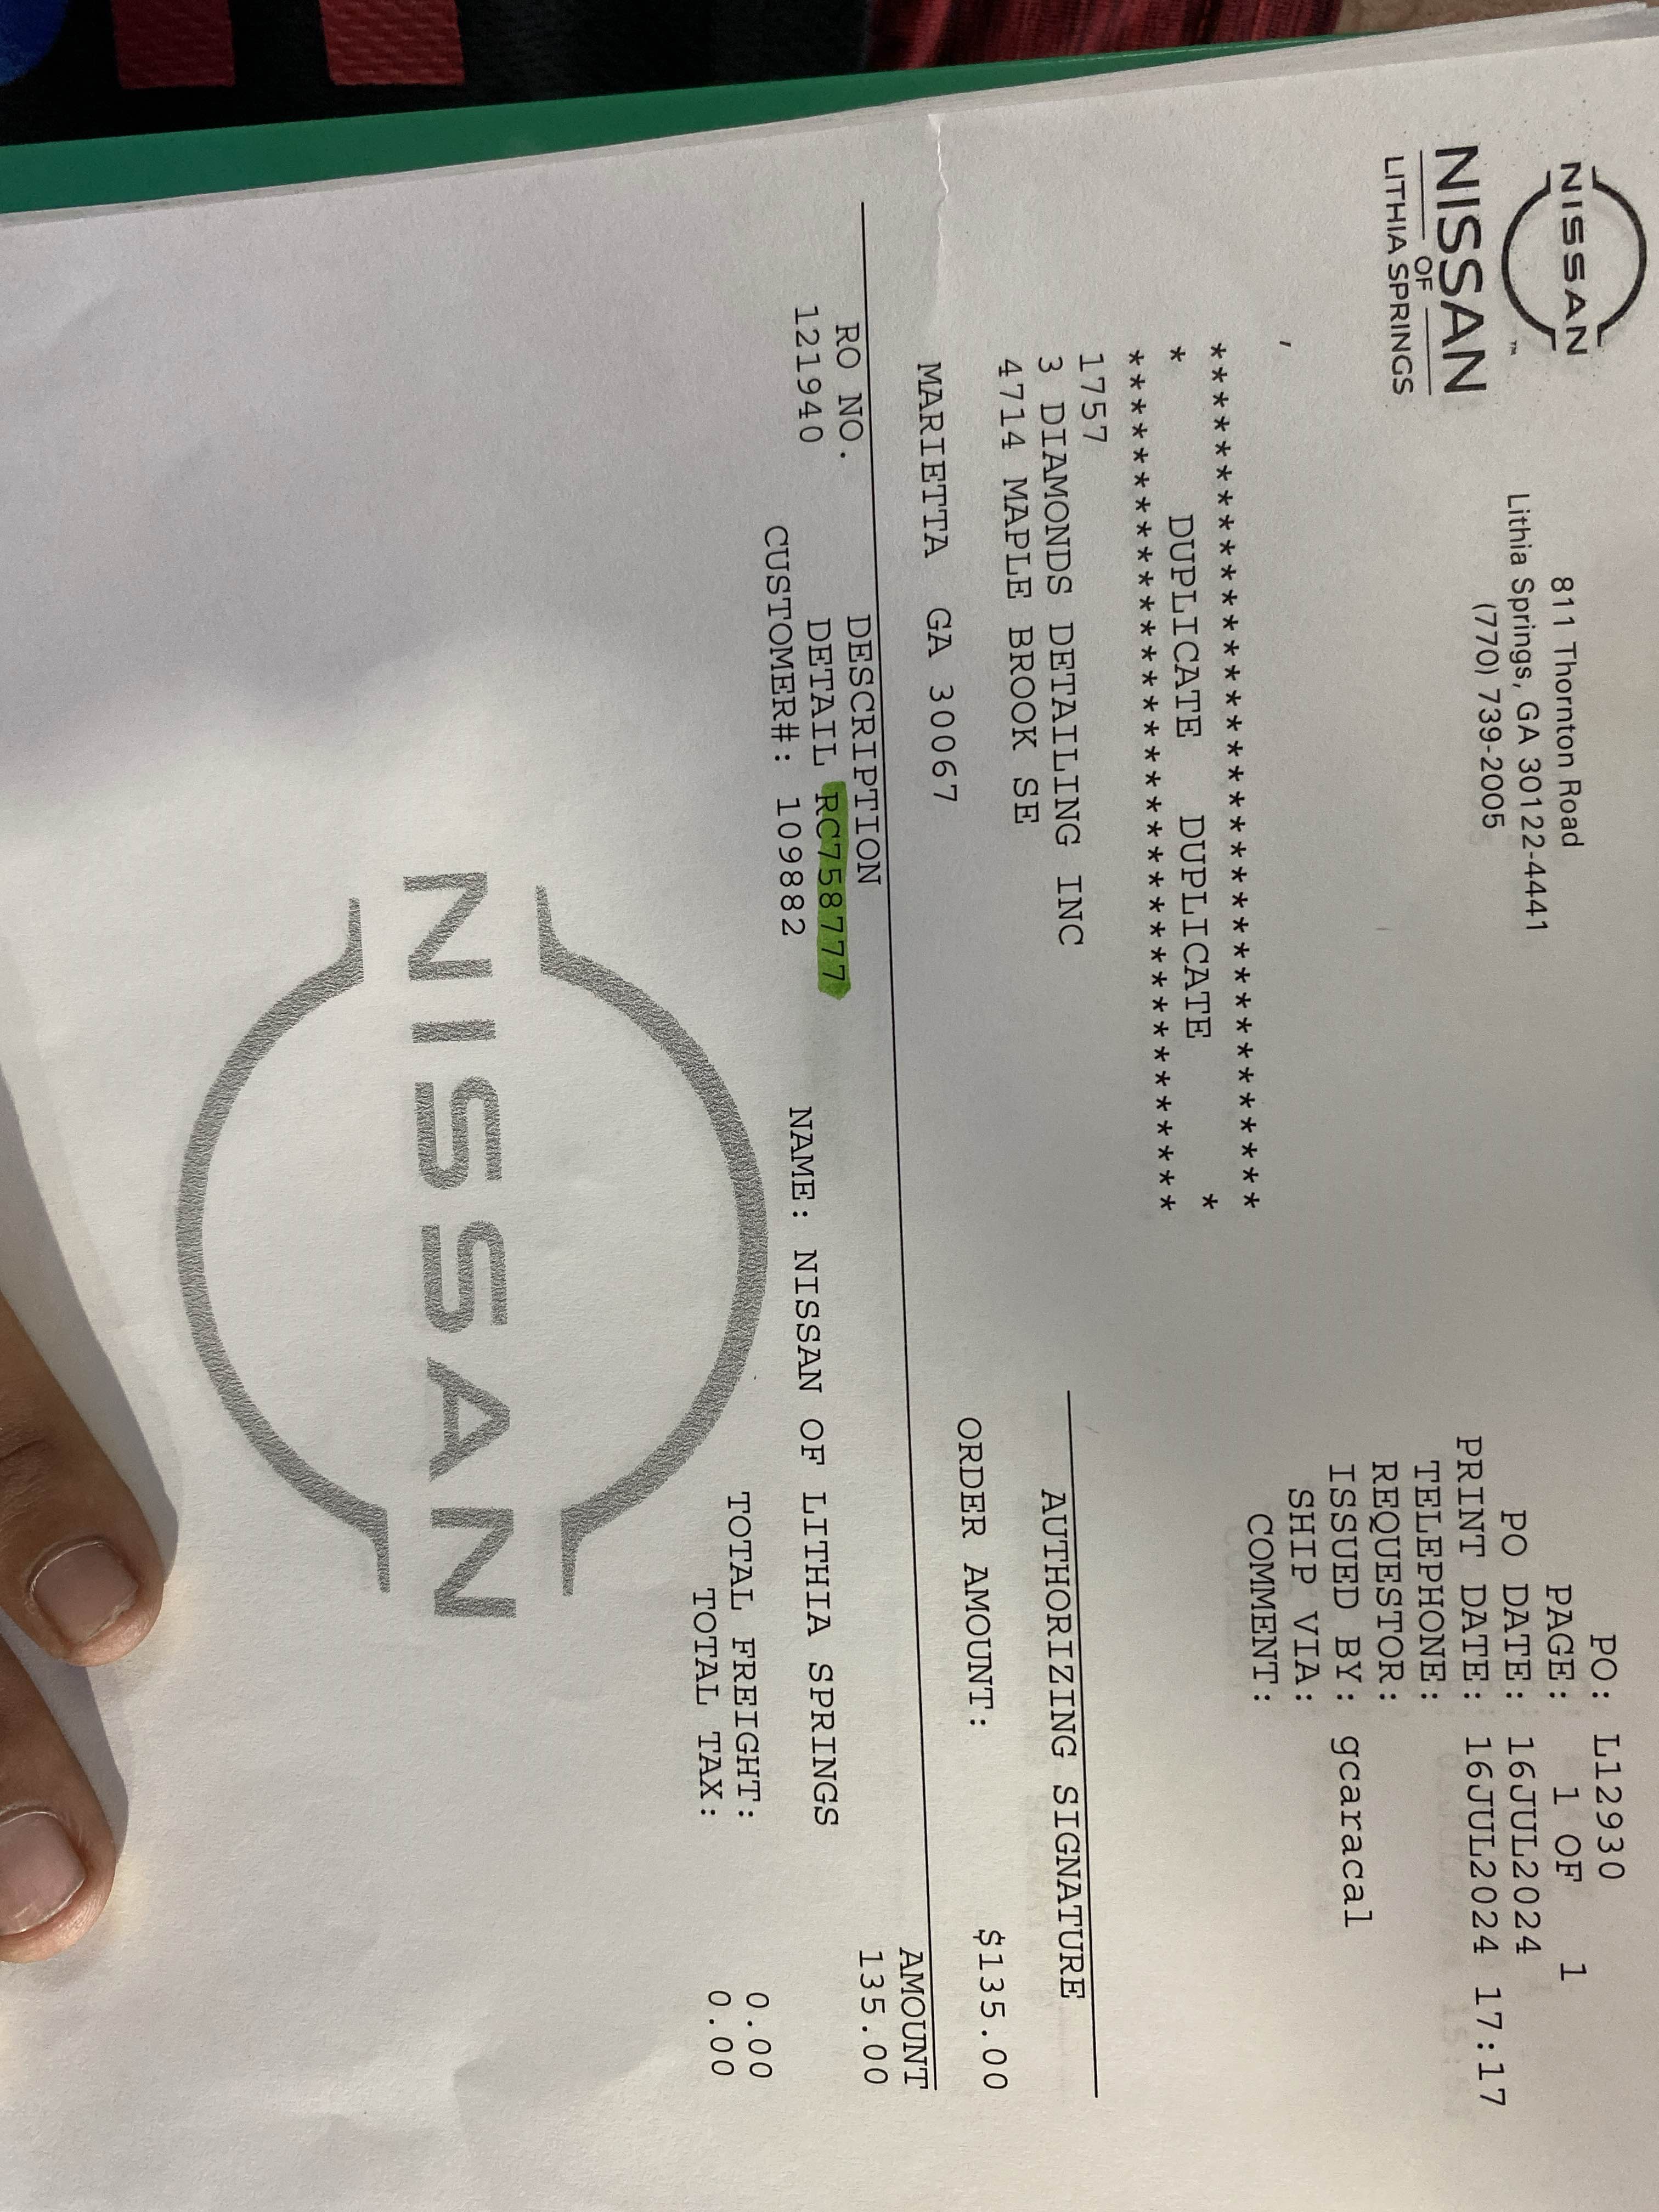 NISSAN
NISSAN
OF
LITHIA SPRINGS
811 Thornton Road
Lithia Springs, GA 30122-4441
(770) 739-2005
PO: L12930
PAGE: 1 OF 1
PO DATE: 16JUL2024
PRINT DATE: 16JUL2024 17:17
TELEPHONE:
REQUESTOR:
ISSUED BY: gcaracal
SHIP VIA:
COMMENT:
,
*****************************************
* DUPLICATE DUPLICATE *
*****************************************
1757
3 DIAMONDS DETAILING INC
4714 MAPLE BROOK SE
MARIETTA GA 30067
AUTHORIZING SIGNATURE
ORDER AMOUNT: $135.00
RO NO. DESCRIPTION AMOUNT
121940 DETAIL RC758777 135.00
CUSTOMER#: 109882 NAME: NISSAN OF LITHIA SPRINGS
TOTAL FREIGHT: 0.00
TOTAL TAX: 0.00
NISSAN